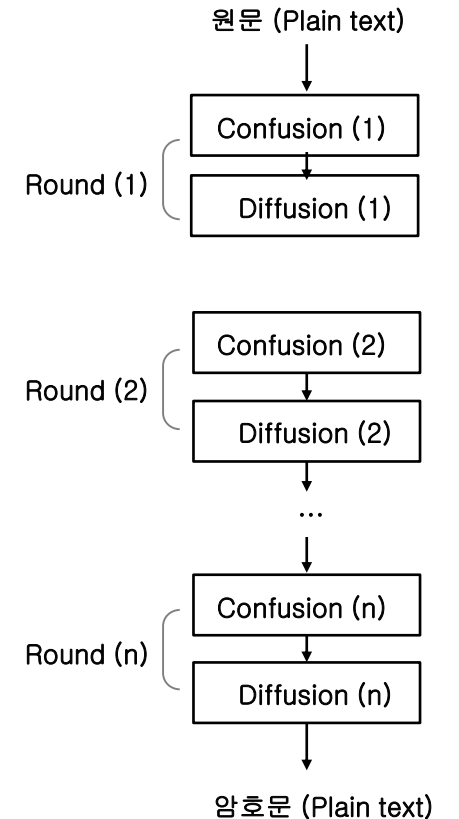 원문 (Plain text)
Confusion (1)
Round (1)
Diffusion (1)
Confusion (2)
Round (2)
Diffusion (2)
...
Confusion (n)
Round (n)
Diffusion (n)
암호문 (Plain text)